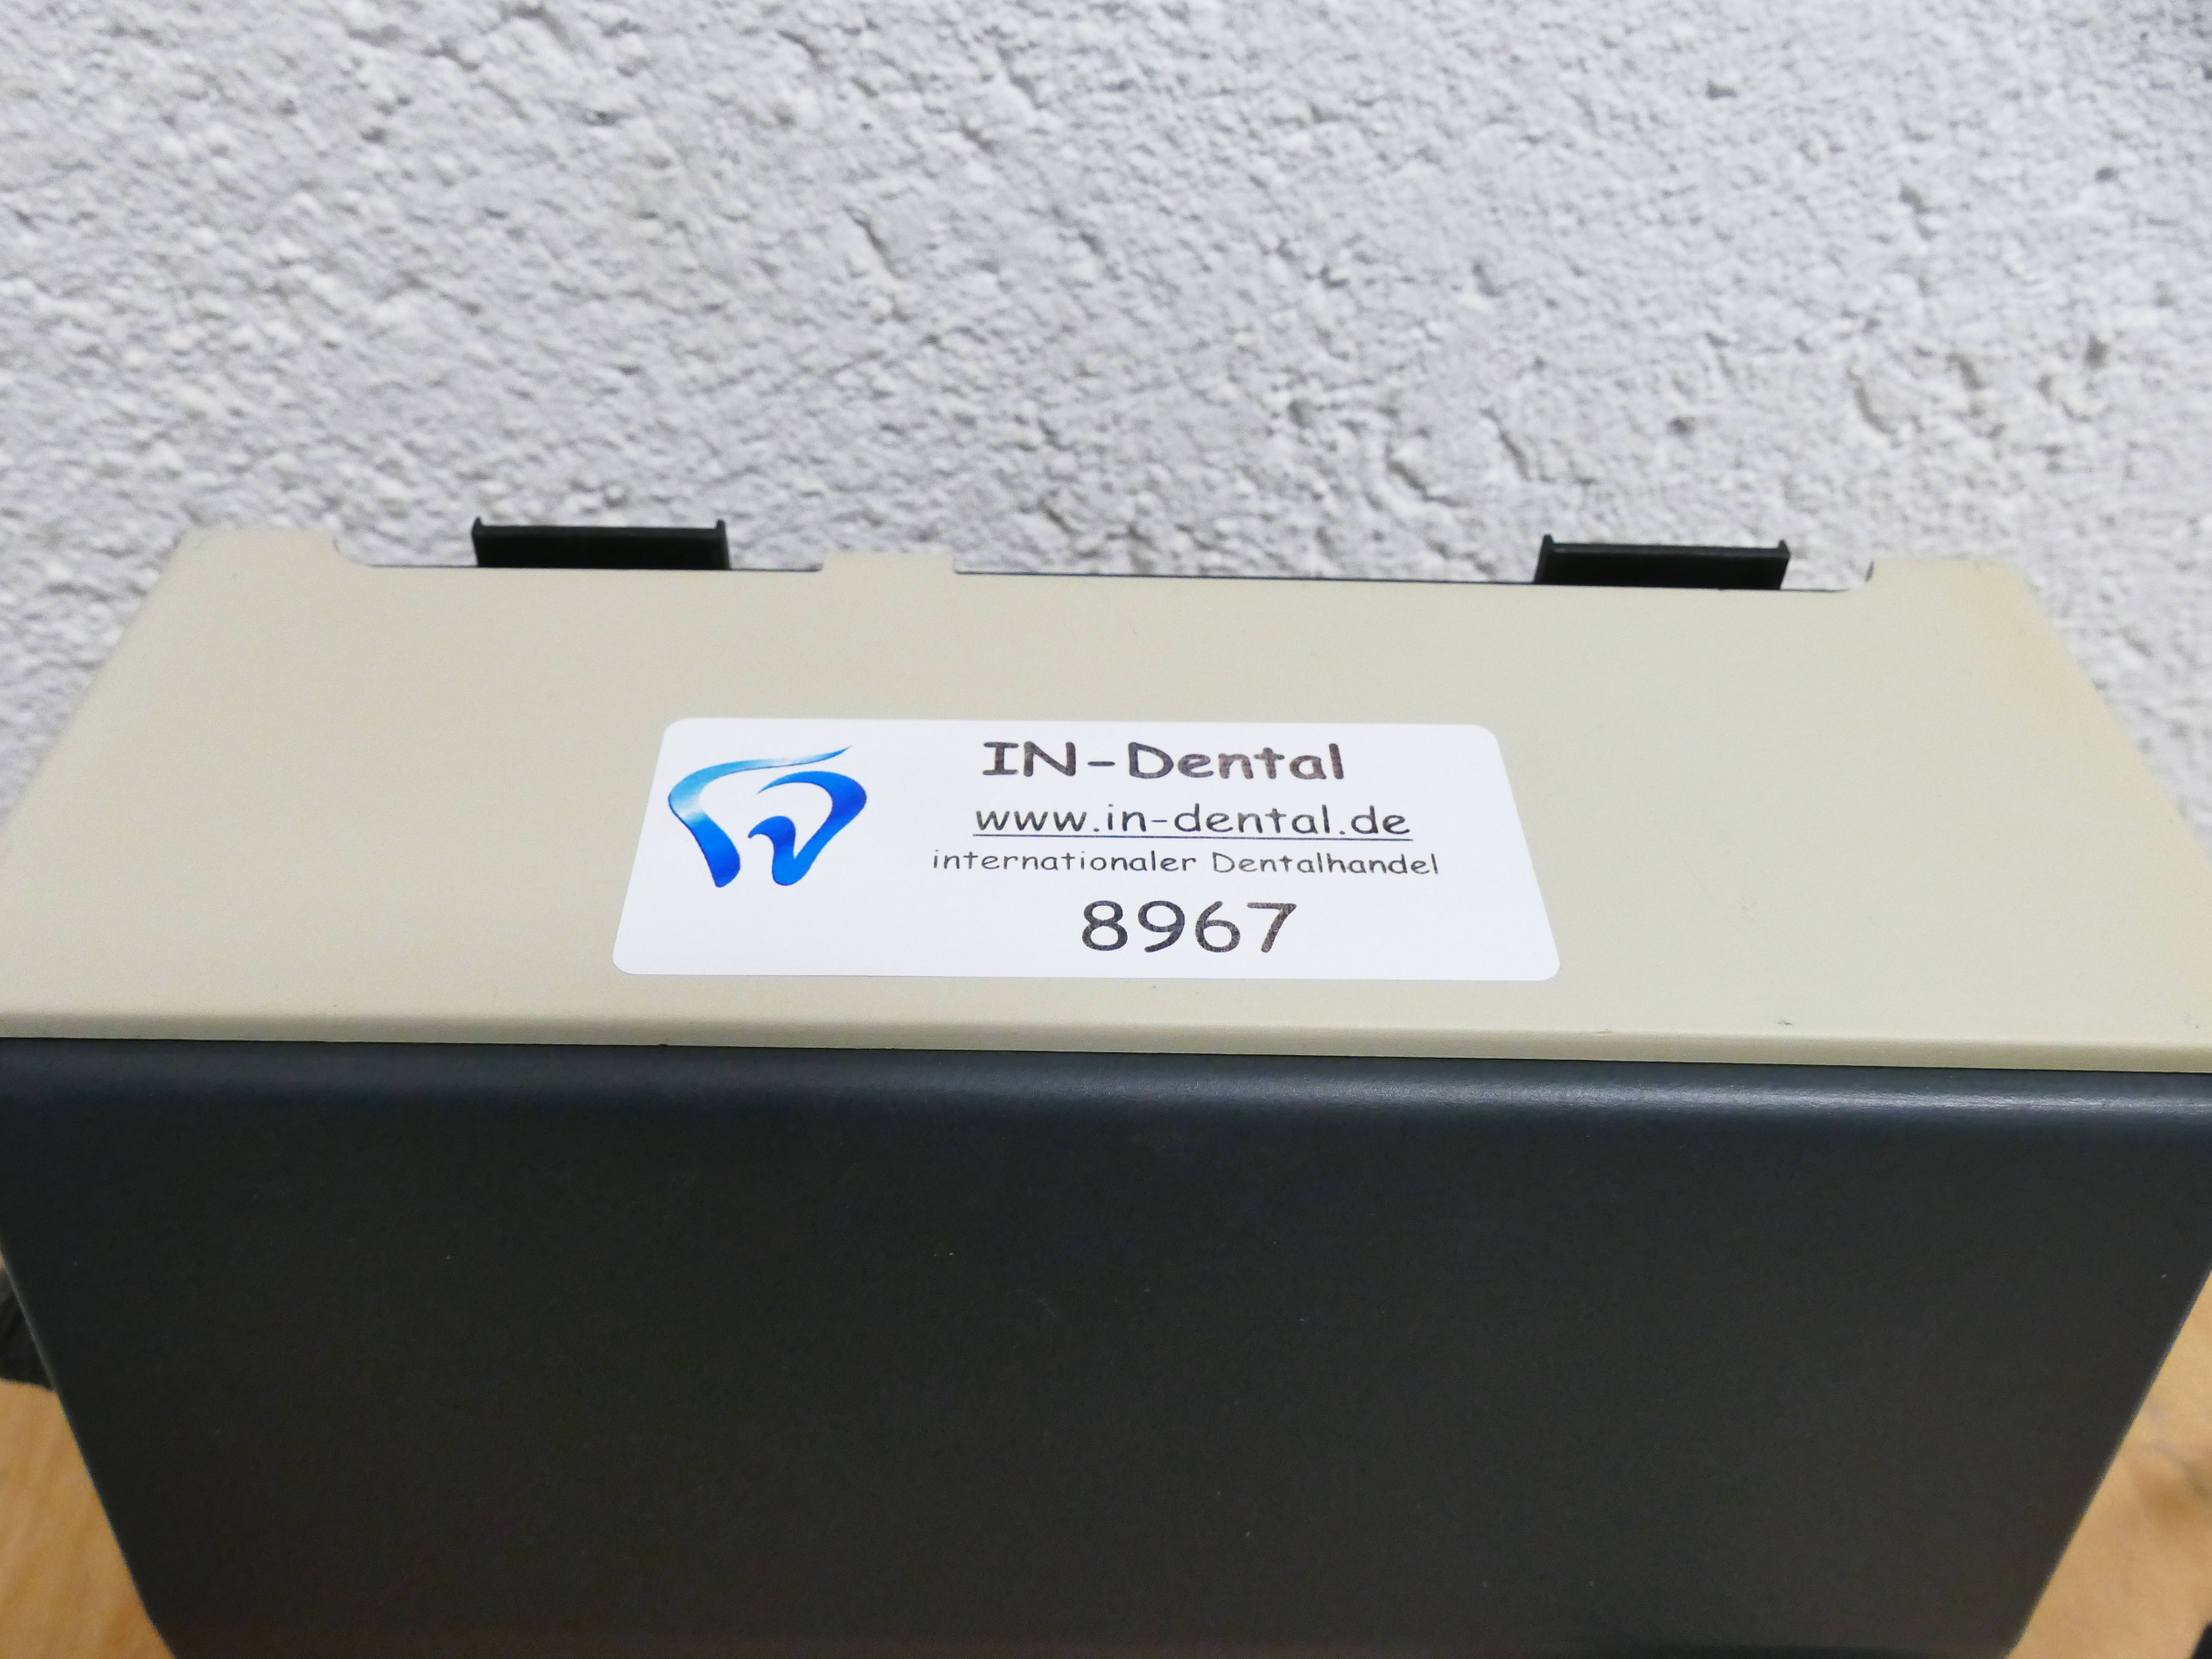 IN-Dental
www.in-dental.de
internationaler Dentalhandel
8967